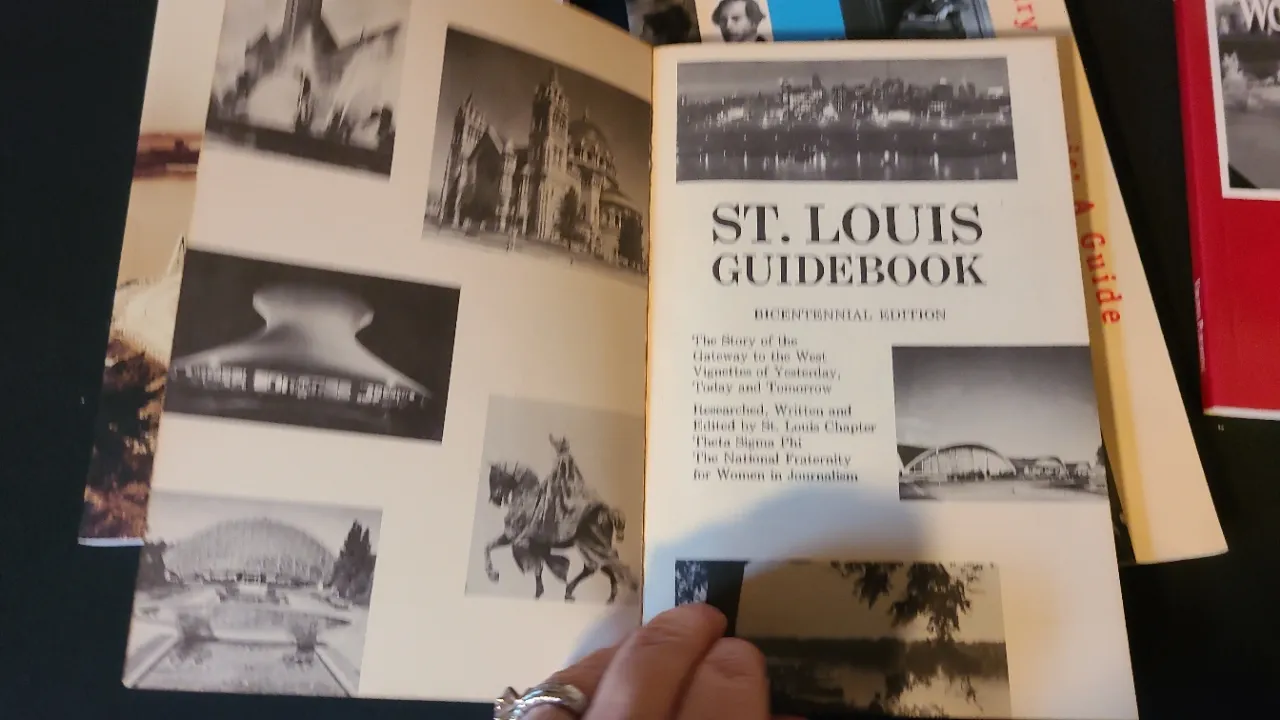 ST. LOUIS
GUIDEBOOK
BICENTENNIAL EDITION
The Story of the
Gateway to the West
Vignettes of Yesterday,
Today and Tomorrow
Researched, Written and
Edited by St. Louis Chapter
Theta Sigma Phi
The National Fraternity
for Women in Journalism
A Guide